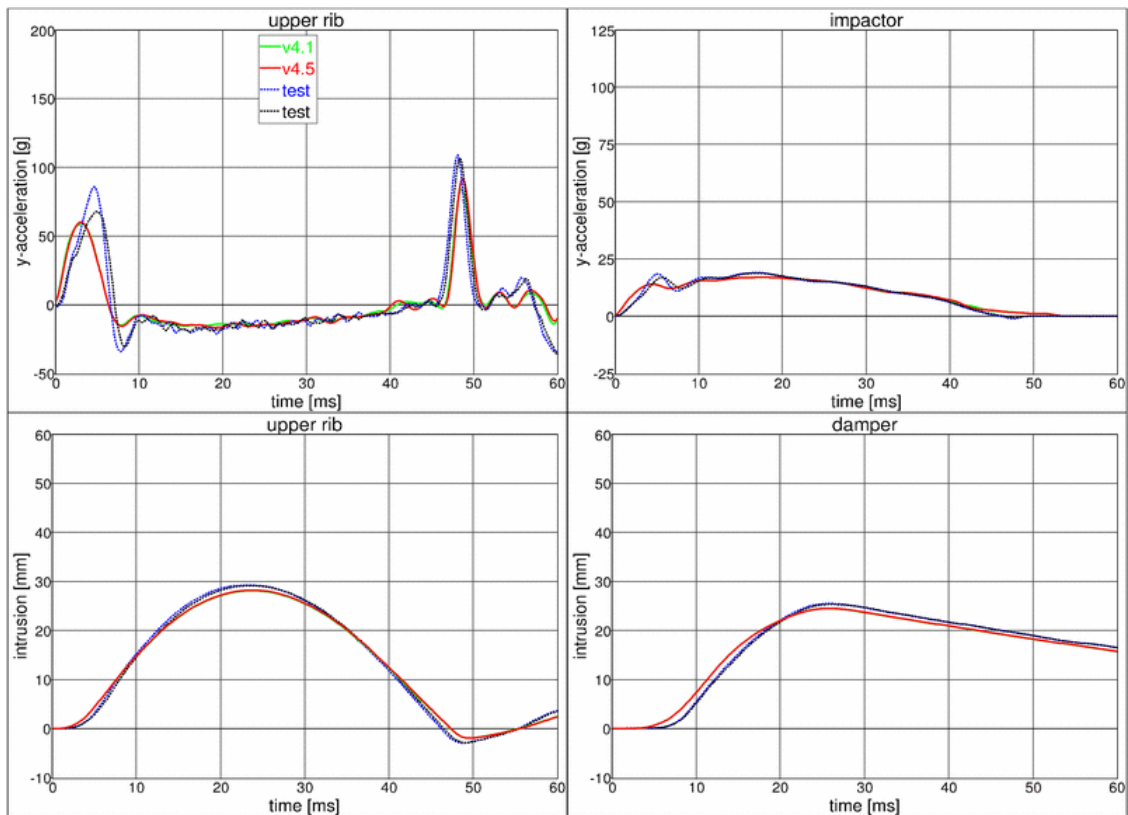 upper rib
200
150
100
50
0
-50
y-acceleration [g]
v4.1
v4.5
test
test
0 10 20 30 40 50 60
time [ms]
impactor
125
100
75
50
25
0
-25
y-acceleration [g]
0 10 20 30 40 50 60
time [ms]
upper rib
60
50
40
30
20
10
0
-10
intrusion [mm]
0 10 20 30 40 50 60
time [ms]
damper
60
50
40
30
20
10
0
-10
intrusion [mm]
0 10 20 30 40 50 60
time [ms]